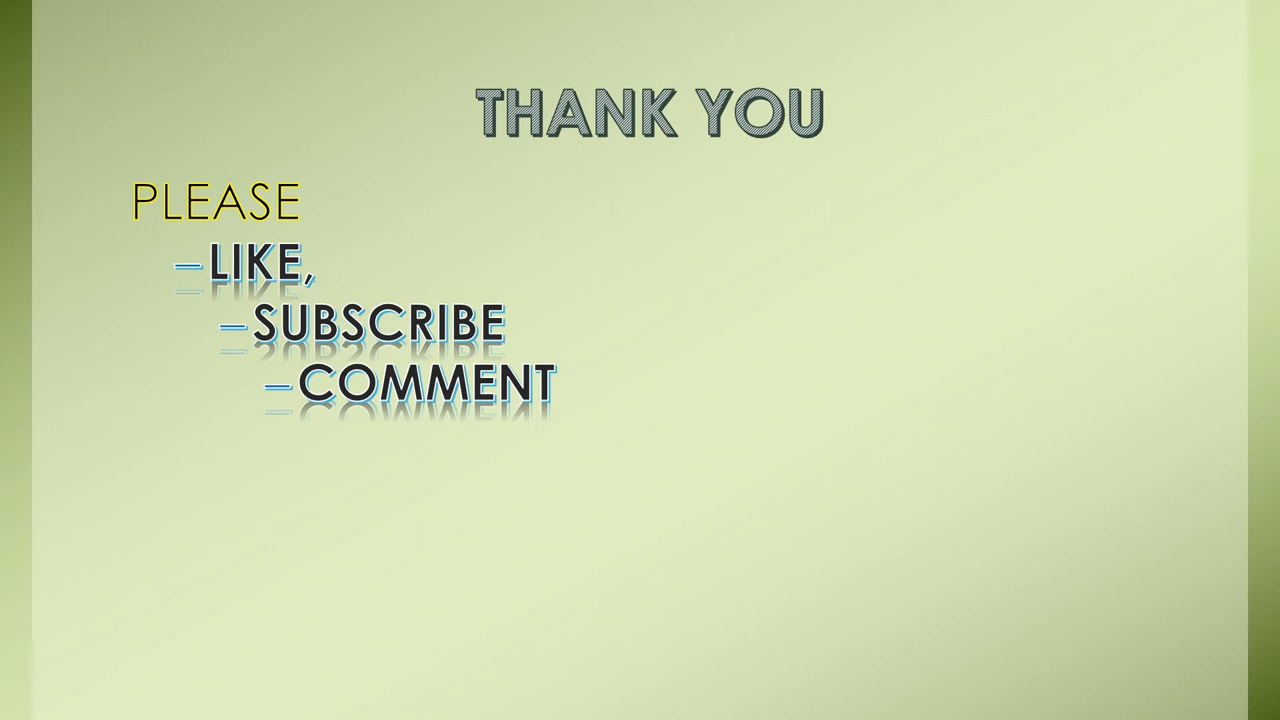 THANK YOU
PLEASE
–LIKE,
–SUBSCRIBE
–COMMENT